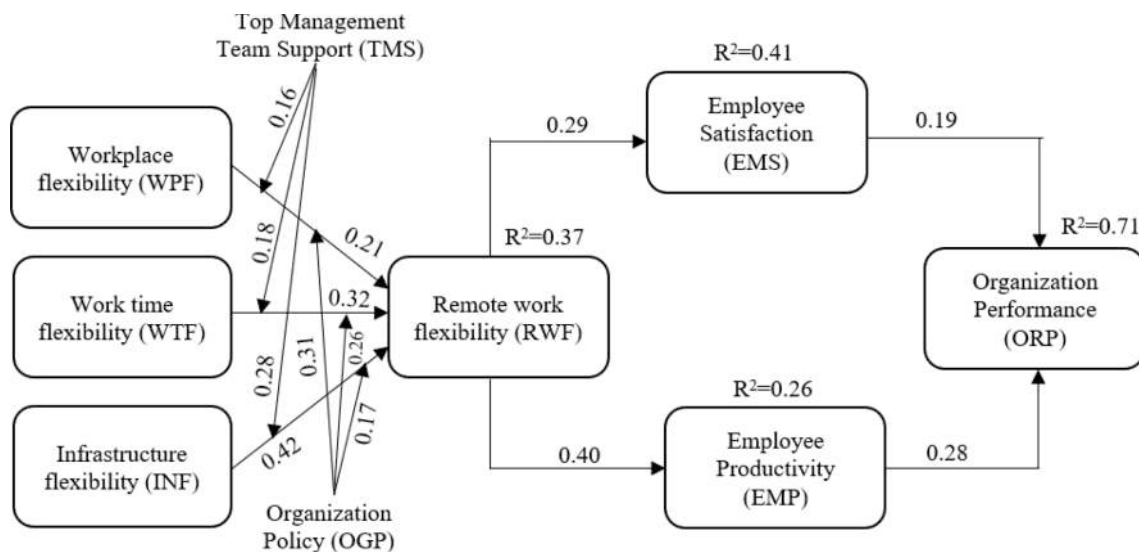 Top Management
Team Support (TMS)
R²=0.41
Employee
Satisfaction
(EMS)
0.16
0.29
0.19
Workplace
flexibility (WPF)
0.18
0.21
R²=0.37
R²=0.71
Work time
flexibility (WTF)
0.32
Remote work
flexibility (RWF)
Organization
Performance
(ORP)
0.28
0.31
0.26
0.17
R²=0.26
Infrastructure
flexibility (INF)
0.42
0.40
Employee
Productivity
(EMP)
0.28
Organization
Policy (OGP)